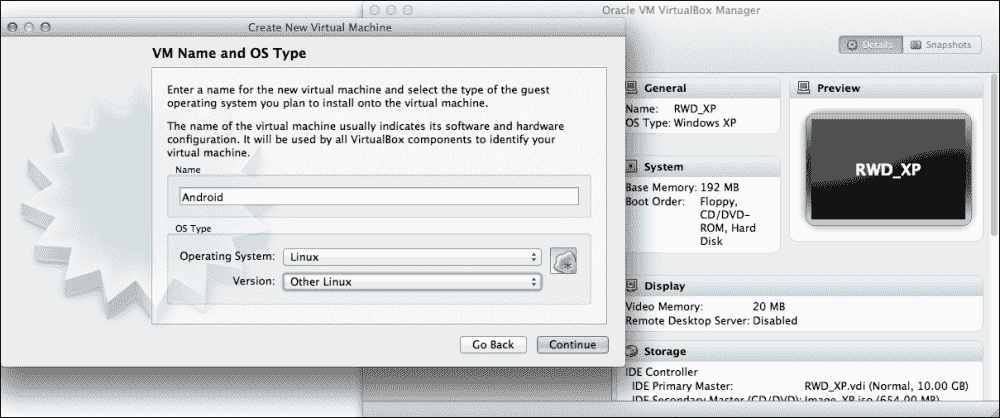 Create New Virtual Machine
VM Name and OS Type
Enter a name for the new virtual machine and select the type of the guest
operating system you plan to install onto the virtual machine.
The name of the virtual machine usually indicates its software and hardware
configuration. It will be used by all VirtualBox components to identify your
virtual machine.
Name
Android
OS Type
Operating System: Linux
Version: Other Linux
Go Back Continue
Oracle VM VirtualBox Manager
Details Snapshots
General
Name: RWD_XP
OS Type: Windows XP
Preview
RWD_XP
System
Base Memory: 192 MB
Boot Order: Floppy,
CD/DVD-
ROM, Hard
Disk
Display
Video Memory: 20 MB
Remote Desktop Server: Disabled
Storage
IDE Controller
IDE Primary Master: RWD_XP.vdi (Normal, 10.00 GB)
IDE Secondary Master (CD/DVD): Image_XP.iso (654.00 MB)